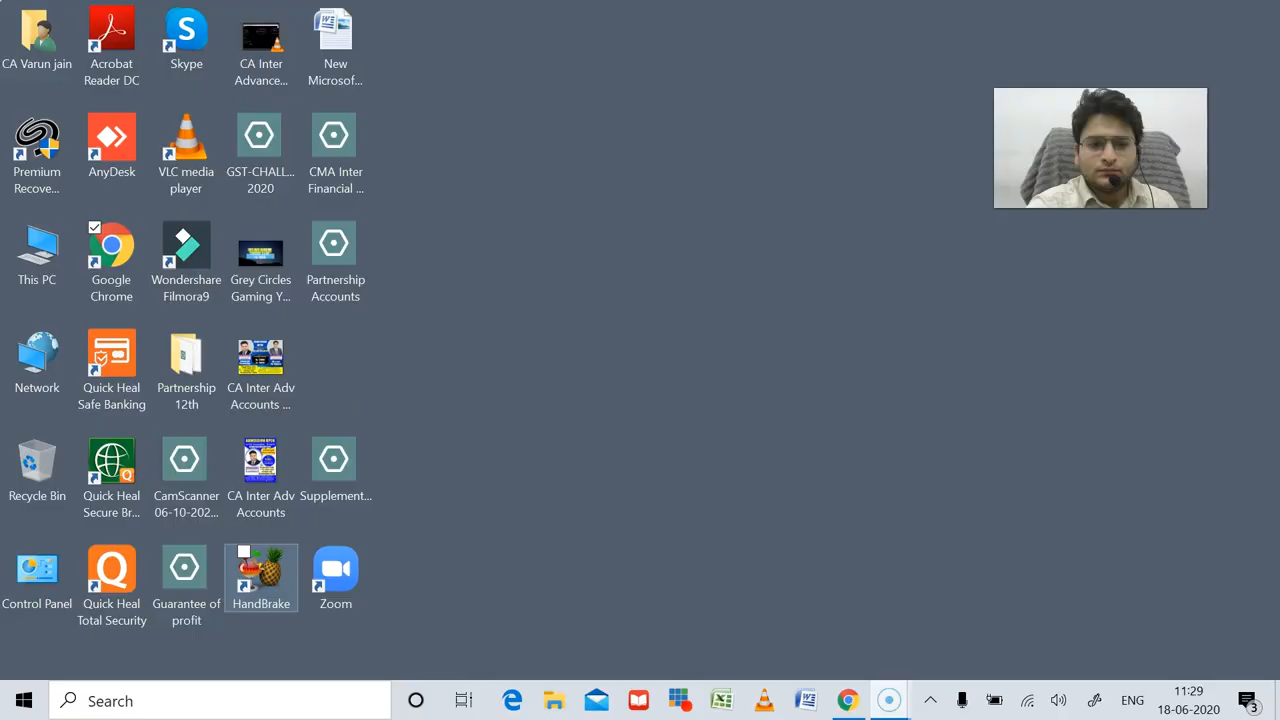 CA Varun jain
Acrobat
Reader DC
Skype
CA Inter
Advance...
New
Microsof...
Premium
Recove...
AnyDesk
VLC media
player
GST-CHALL...
2020
CMA Inter
Financial ...
This PC
Google
Chrome
Wondershare
Filmora9
Grey Circles
Gaming Y...
Partnership
Accounts
Network
Quick Heal
Safe Banking
Partnership
12th
CA Inter Adv
Accounts ...
Recycle Bin
Quick Heal
Secure Br...
CamScanner
06-10-202...
CA Inter Adv
Accounts
Supplement...
Control Panel
Quick Heal
Total Security
Guarantee of
profit
HandBrake
Zoom
Search
ENG
11:29
18-06-2020
3